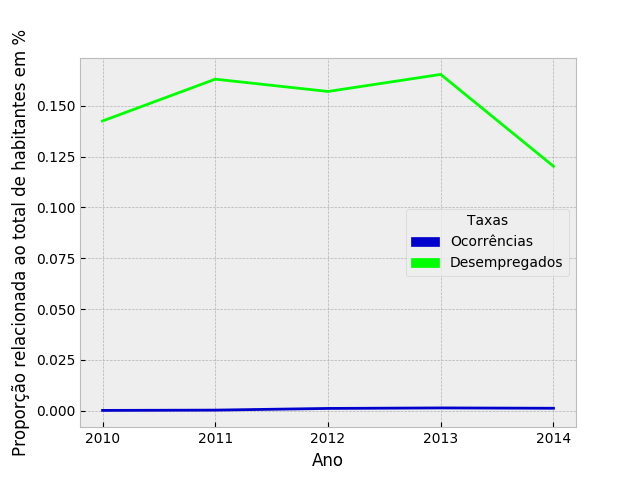 Proporção relacionada ao total de habitantes em %
0.150
0.125
0.100
0.075
0.050
0.025
0.000
Taxas
Ocorrências
Desempregados
2010 2011 2012 2013 2014
Ano